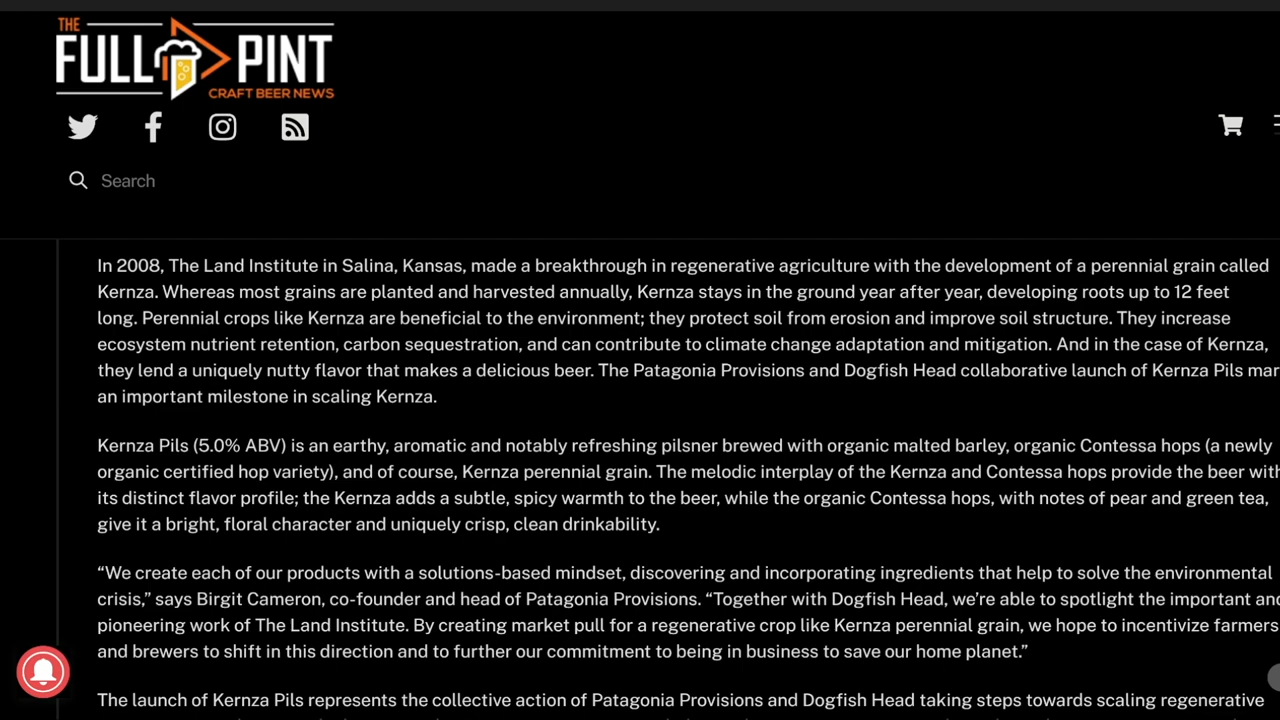 THE
FULL PINT
CRAFT BEER NEWS
Search
In 2008, The Land Institute in Salina, Kansas, made a breakthrough in regenerative agriculture with the development of a perennial grain called
Kernza. Whereas most grains are planted and harvested annually, Kernza stays in the ground year after year, developing roots up to 12 feet
long. Perennial crops like Kernza are beneficial to the environment; they protect soil from erosion and improve soil structure. They increase
ecosystem nutrient retention, carbon sequestration, and can contribute to climate change adaptation and mitigation. And in the case of Kernza,
they lend a uniquely nutty flavor that makes a delicious beer. The Patagonia Provisions and Dogfish Head collaborative launch of Kernza Pils mar
an important milestone in scaling Kernza.
Kernza Pils (5.0% ABV) is an earthy, aromatic and notably refreshing pilsner brewed with organic malted barley, organic Contessa hops (a newly
organic certified hop variety), and of course, Kernza perennial grain. The melodic interplay of the Kernza and Contessa hops provide the beer with
its distinct flavor profile; the Kernza adds a subtle, spicy warmth to the beer, while the organic Contessa hops, with notes of pear and green tea,
give it a bright, floral character and uniquely crisp, clean drinkability.
“We create each of our products with a solutions-based mindset, discovering and incorporating ingredients that help to solve the environmental
crisis,” says Birgit Cameron, co-founder and head of Patagonia Provisions. “Together with Dogfish Head, we’re able to spotlight the important and
pioneering work of The Land Institute. By creating market pull for a regenerative crop like Kernza perennial grain, we hope to incentivize farmers
and brewers to shift in this direction and to further our commitment to being in business to save our home planet.”
The launch of Kernza Pils represents the collective action of Patagonia Provisions and Dogfish Head taking steps towards scaling regenerative